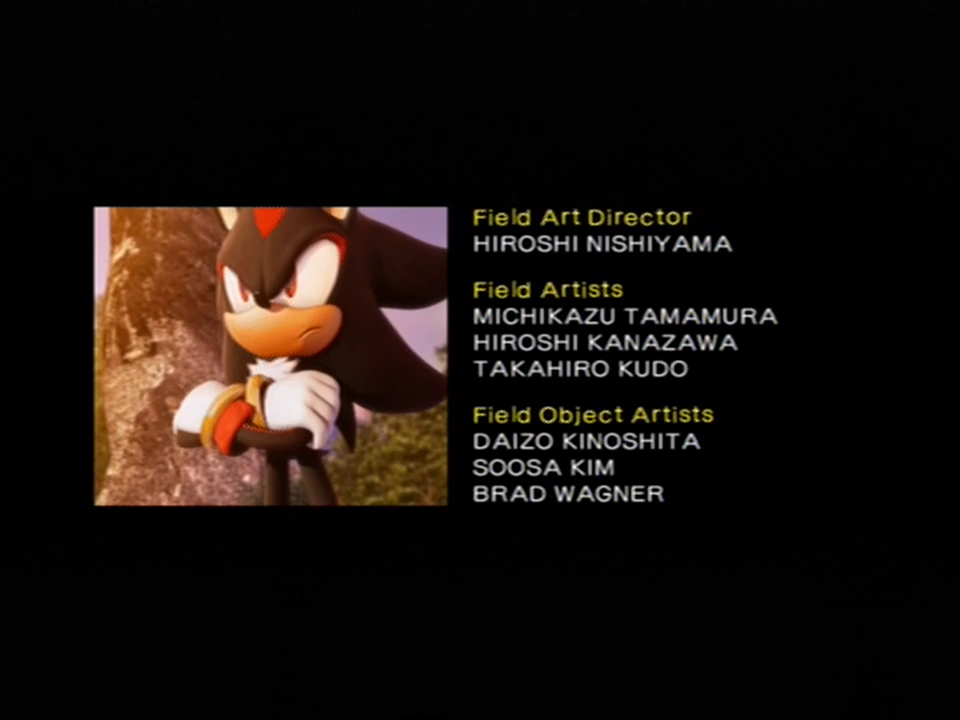 Field Art Director
HIROSHI NISHIYAMA
Field Artists
MICHIKAZU TAMAMURA
HIROSHI KANAZAWA
TAKAHIRO KUDO
Field Object Artists
DAIZO KINOSHITA
SOOSA KIM
BRAD WAGNER